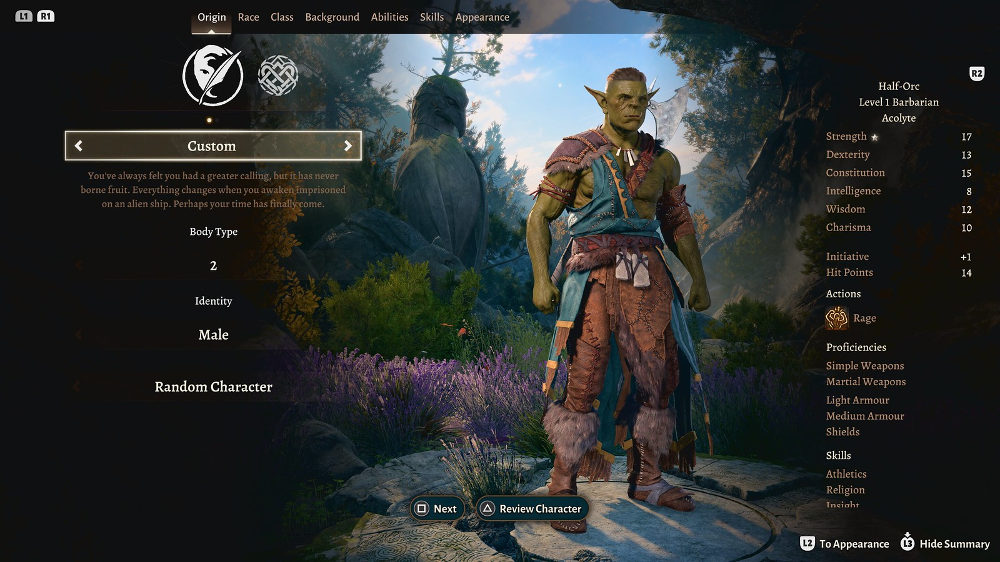 L1 R1
Origin Race Class Background Abilities Skills Appearance
Custom
You've always felt you had a greater calling, but it has never
borne fruit. Everything changes when you awaken imprisoned
on an alien ship. Perhaps your time has finally come.
Body Type
2
Identity
Male
Random Character
R2
Half-Orc
Level 1 Barbarian
Acolyte
Strength 17
Dexterity 13
Constitution 15
Intelligence 8
Wisdom 12
Charisma 10
Initiative +1
Hit Points 14
Actions
Rage
Proficiencies
Simple Weapons
Martial Weapons
Light Armour
Medium Armour
Shields
Skills
Athletics
Religion
Insight
Next Review Character
L2 To Appearance L3 Hide Summary